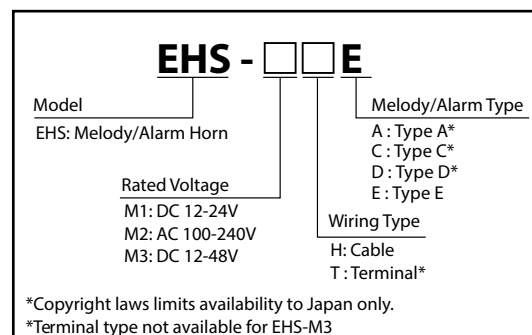 EHS - □□E
Model
EHS: Melody/Alarm Horn
Rated Voltage
M1: DC 12-24V
M2: AC 100-240V
M3: DC 12-48V
Wiring Type
H: Cable
T : Terminal*
Melody/Alarm Type
A : Type A*
C : Type C*
D : Type D*
E : Type E
*Copyright laws limits availability to Japan only.
*Terminal type not available for EHS-M3